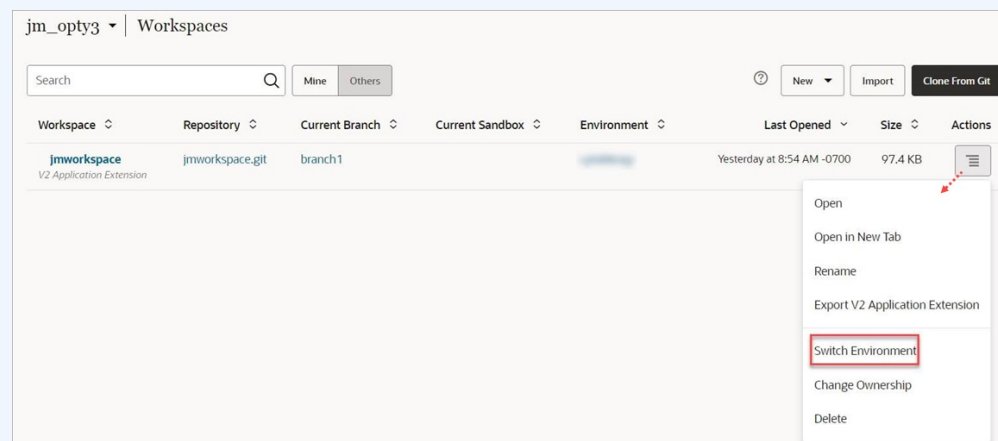 jm_opty3 Workspaces
Search Mine Others New Import Clone From Git
Workspace Repository Current Branch Current Sandbox Environment Last Opened Size Actions
jmworkspace jmworkspace.git branch1 Yesterday at 8:54 AM -0700 97.4 KB
V2 Application Extension
Open
Open in New Tab
Rename
Export V2 Application Extension
Switch Environment
Change Ownership
Delete